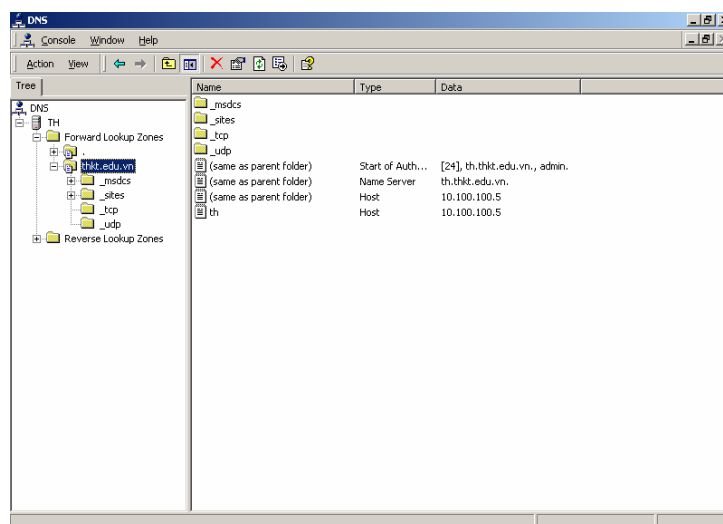 DNS
Console Window Help
Action View
Tree
DNS
TH
Forward Lookup Zones
.
thkt.edu.vn
_msdcs
_sites
_tcp
_udp
Reverse Lookup Zones
Name Type Data
_msdcs
_sites
_tcp
_udp
(same as parent folder) Start of Auth... [24], th.thkt.edu.vn., admin.
(same as parent folder) Name Server th.thkt.edu.vn.
(same as parent folder) Host 10.100.100.5
th Host 10.100.100.5